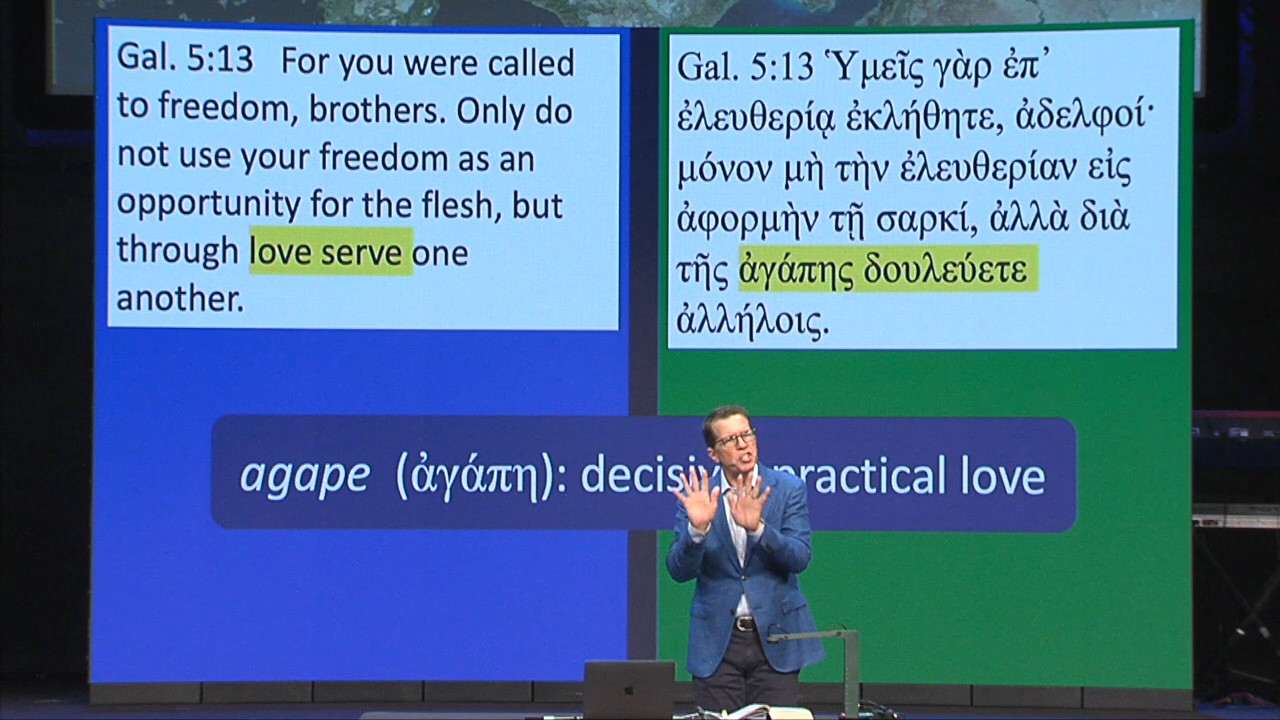 Gal. 5:13 For you were called
to freedom, brothers. Only do
not use your freedom as an
opportunity for the flesh, but
through love serve one
another.
Gal. 5:13 Ὑμεῖς γὰρ ἐπ’
ἐλευθερίᾳ ἐκλήθητε, ἀδελφοί·
μόνον μὴ τὴν ἐλευθερίαν εἰς
ἀφορμὴν τῇ σαρκί, ἀλλὰ διὰ
τῆς ἀγάπης δουλεύετε
ἀλλήλοις.
agape (ἀγάπη): love